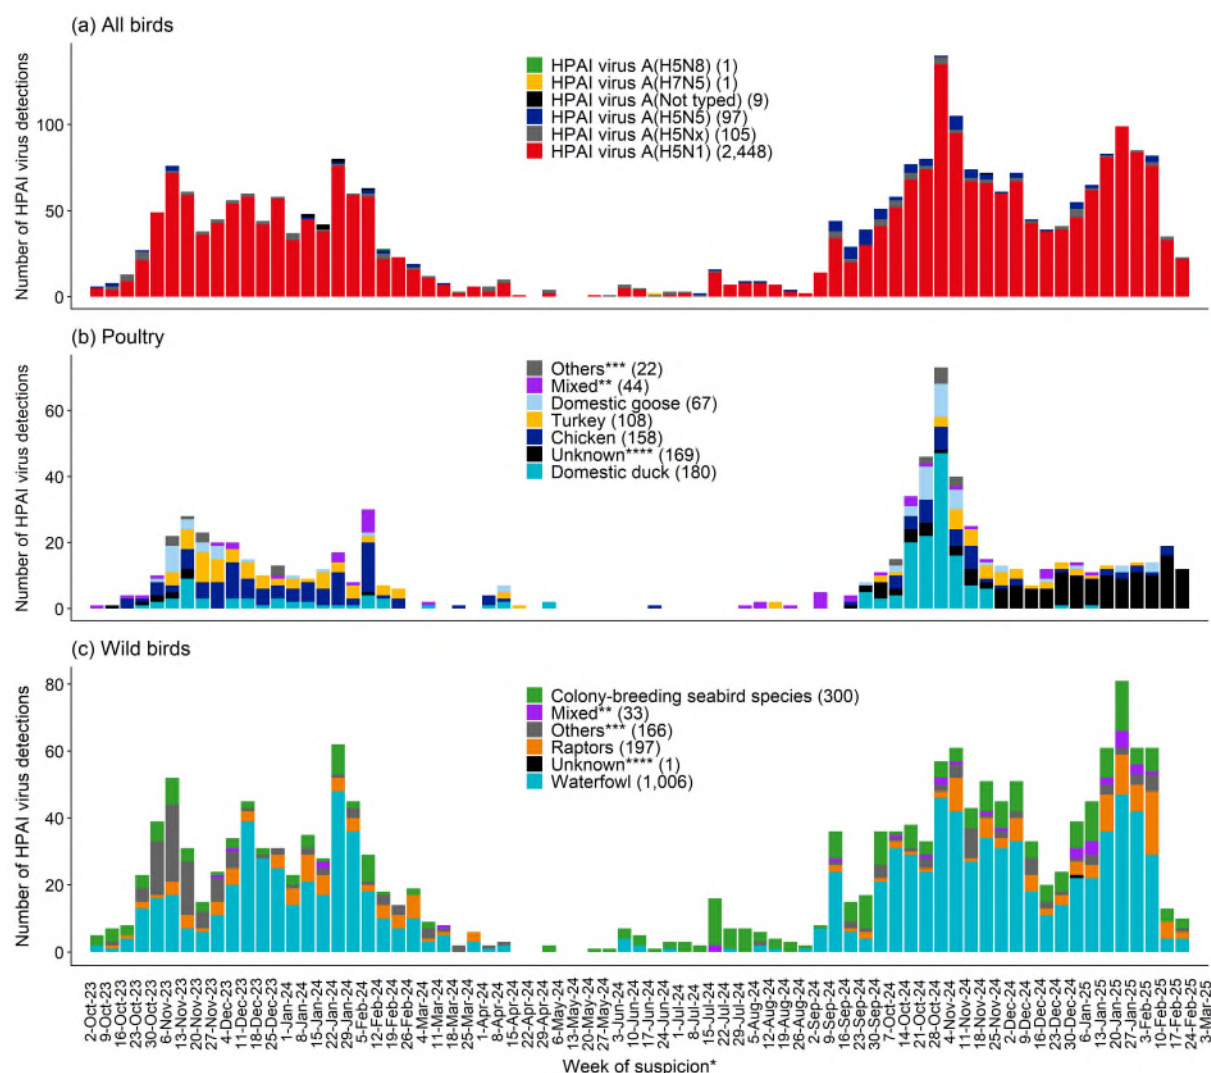 (a) All birds
Number of HPAI virus detections
100
50
0
HPAI virus A(H5N8) (1)
HPAI virus A(H7N5) (1)
HPAI virus A(Not typed) (9)
HPAI virus A(H5N5) (97)
HPAI virus A(H5Nx) (105)
HPAI virus A(H5N1) (2,448)
(b) Poultry
Number of HPAI virus detections
60
40
20
0
Others*** (22)
Mixed** (44)
Domestic goose (67)
Turkey (108)
Chicken (158)
Unknown**** (169)
Domestic duck (180)
(c) Wild birds
Number of HPAI virus detections
80
60
40
20
0
Colony-breeding seabird species (300)
Mixed** (33)
Others*** (166)
Raptors (197)
Unknown**** (1)
Waterfowl (1,006)
2-Oct-23
9-Oct-23
16-Oct-23
23-Oct-23
30-Oct-23
6-Nov-23
13-Nov-23
20-Nov-23
27-Nov-23
4-Dec-23
11-Dec-23
18-Dec-23
25-Dec-23
1-Jan-24
8-Jan-24
15-Jan-24
22-Jan-24
29-Jan-24
5-Feb-24
12-Feb-24
19-Feb-24
26-Feb-24
4-Mar-24
11-Mar-24
18-Mar-24
25-Mar-24
1-Apr-24
8-Apr-24
15-Apr-24
22-Apr-24
29-Apr-24
6-May-24
13-May-24
20-May-24
3-Jun-24
10-Jun-24
17-Jun-24
24-Jun-24
1-Jul-24
8-Jul-24
15-Jul-24
22-Jul-24
29-Jul-24
5-Aug-24
12-Aug-24
19-Aug-24
26-Aug-24
2-Sep-24
9-Sep-24
16-Sep-24
23-Sep-24
30-Sep-24
7-Oct-24
14-Oct-24
28-Oct-24
4-Nov-24
11-Nov-24
18-Nov-24
25-Nov-24
2-Dec-24
9-Dec-24
16-Dec-24
23-Dec-24
30-Dec-24
6-Jan-25
13-Jan-25
20-Jan-25
27-Jan-25
3-Feb-25
10-Feb-25
17-Feb-25
24-Feb-25
3-Mar-25
Week of suspicion*